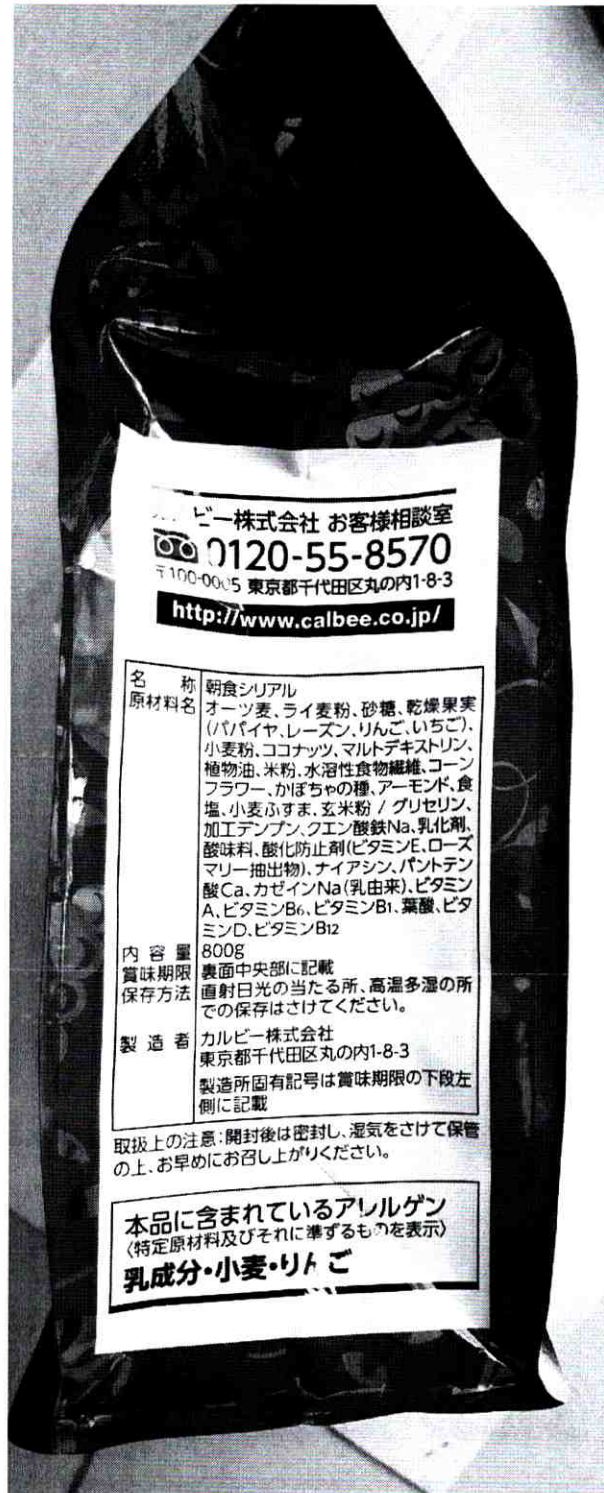 ビー株式会社 お客様相談室
0120-55-8570
〒100-0005 東京都千代田区丸の内1-8-3
http://www.calbee.co.jp/
名称 朝食シリアル
原材料名 オーツ麦、ライ麦粉、砂糖、乾燥果実
(パパイヤ、レーズン、りんご、いちご)、
小麦粉、ココナッツ、マルトデキストリン、
植物油、米粉、水溶性食物繊維、コーン
フラワー、かぼちゃの種、アーモンド、食
塩、小麦ふすま、玄米粉 / グリセリン、
加工デンプン、クエン酸鉄Na、乳化剤、
酸味料、酸化防止剤(ビタミンE、ローズ
マリー抽出物)、ナイアシン、パントテン
酸Ca、カゼインNa(乳由来)、ビタミン
A、ビタミンB6、ビタミンB1、葉酸、ビタ
ミンD、ビタミンB12
内容量 800g
賞味期限 裏面中央部に記載
保存方法 直射日光の当たる所、高温多湿の所
での保存はさけてください。
製造者 カルビー株式会社
東京都千代田区丸の内1-8-3
製造所固有記号は賞味期限の下段左
側に記載
取扱上の注意:開封後は密封し、湿気をさけて保管
の上、お早めにお召し上がりください。
本品に含まれているアレルゲン
〈特定原材料及びそれに準ずるものを表示〉
乳成分・小麦・りんご